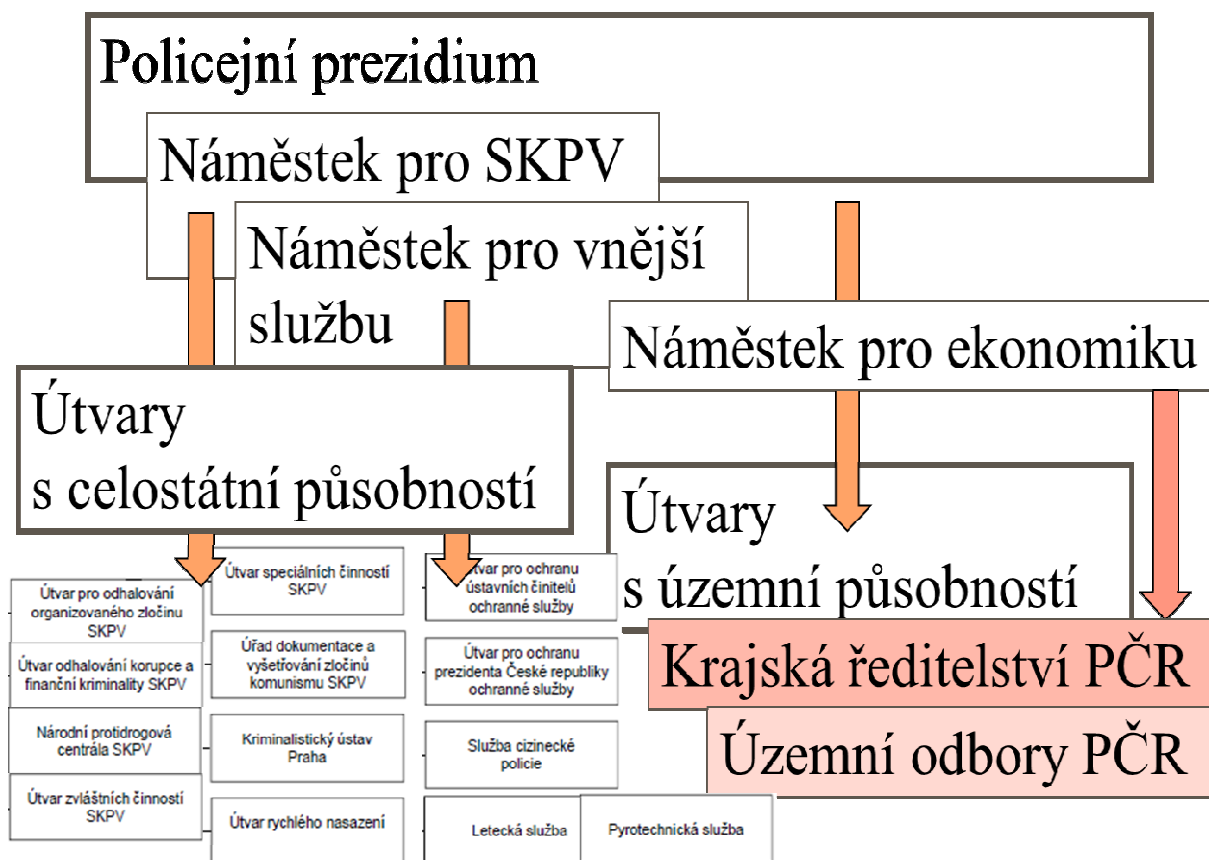 Policejní prezidium
Náměstek pro SKPV
Náměstek pro vnější
službu
Náměstek pro ekonomiku
Útvary
s celostátní působností
Útvary
s územní působností
Krajská ředitelství PČR
Územní odbory PČR
Útvar pro odhalování
organizovaného zločinu
SKPV
Útvar odhalování korupce a
finanční kriminality SKPV
Národní protidrogová
centrála SKPV
Útvar zvláštních činností
SKPV
Útvar speciálních činností
SKPV
Úřad dokumentace a
vyšetřování zločinů
komunismu SKPV
Kriminalistický ústav
Praha
Útvar rychlého nasazení
Útvar pro ochranu
ústavních činitelů
ochranné služby
Útvar pro ochranu
prezidenta České republiky
ochranné služby
Služba cizinecké
policie
Letecká služba
Pyrotechnická služba